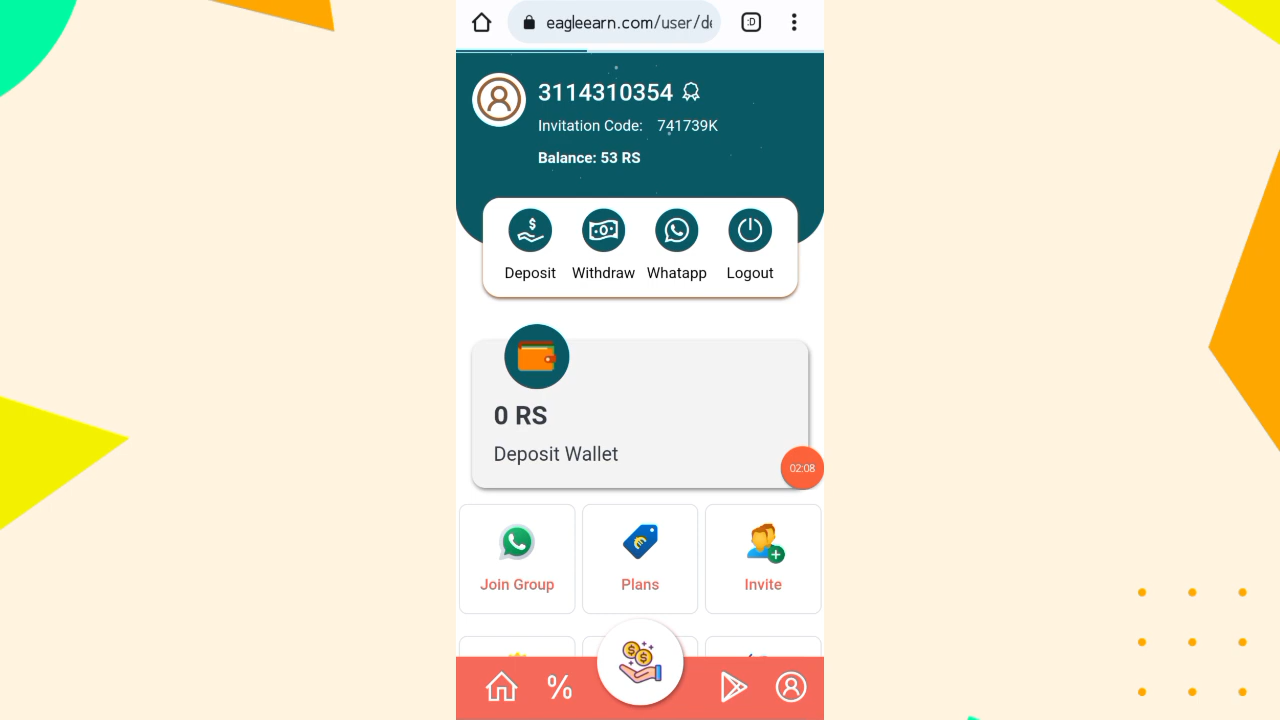 eagleearn.com/user/de
:D
3114310354
Invitation Code: 741739K
Balance: 53 RS
Deposit Withdraw Whatapp Logout
0 RS
Deposit Wallet
02:08
Join Group Plans Invite
%